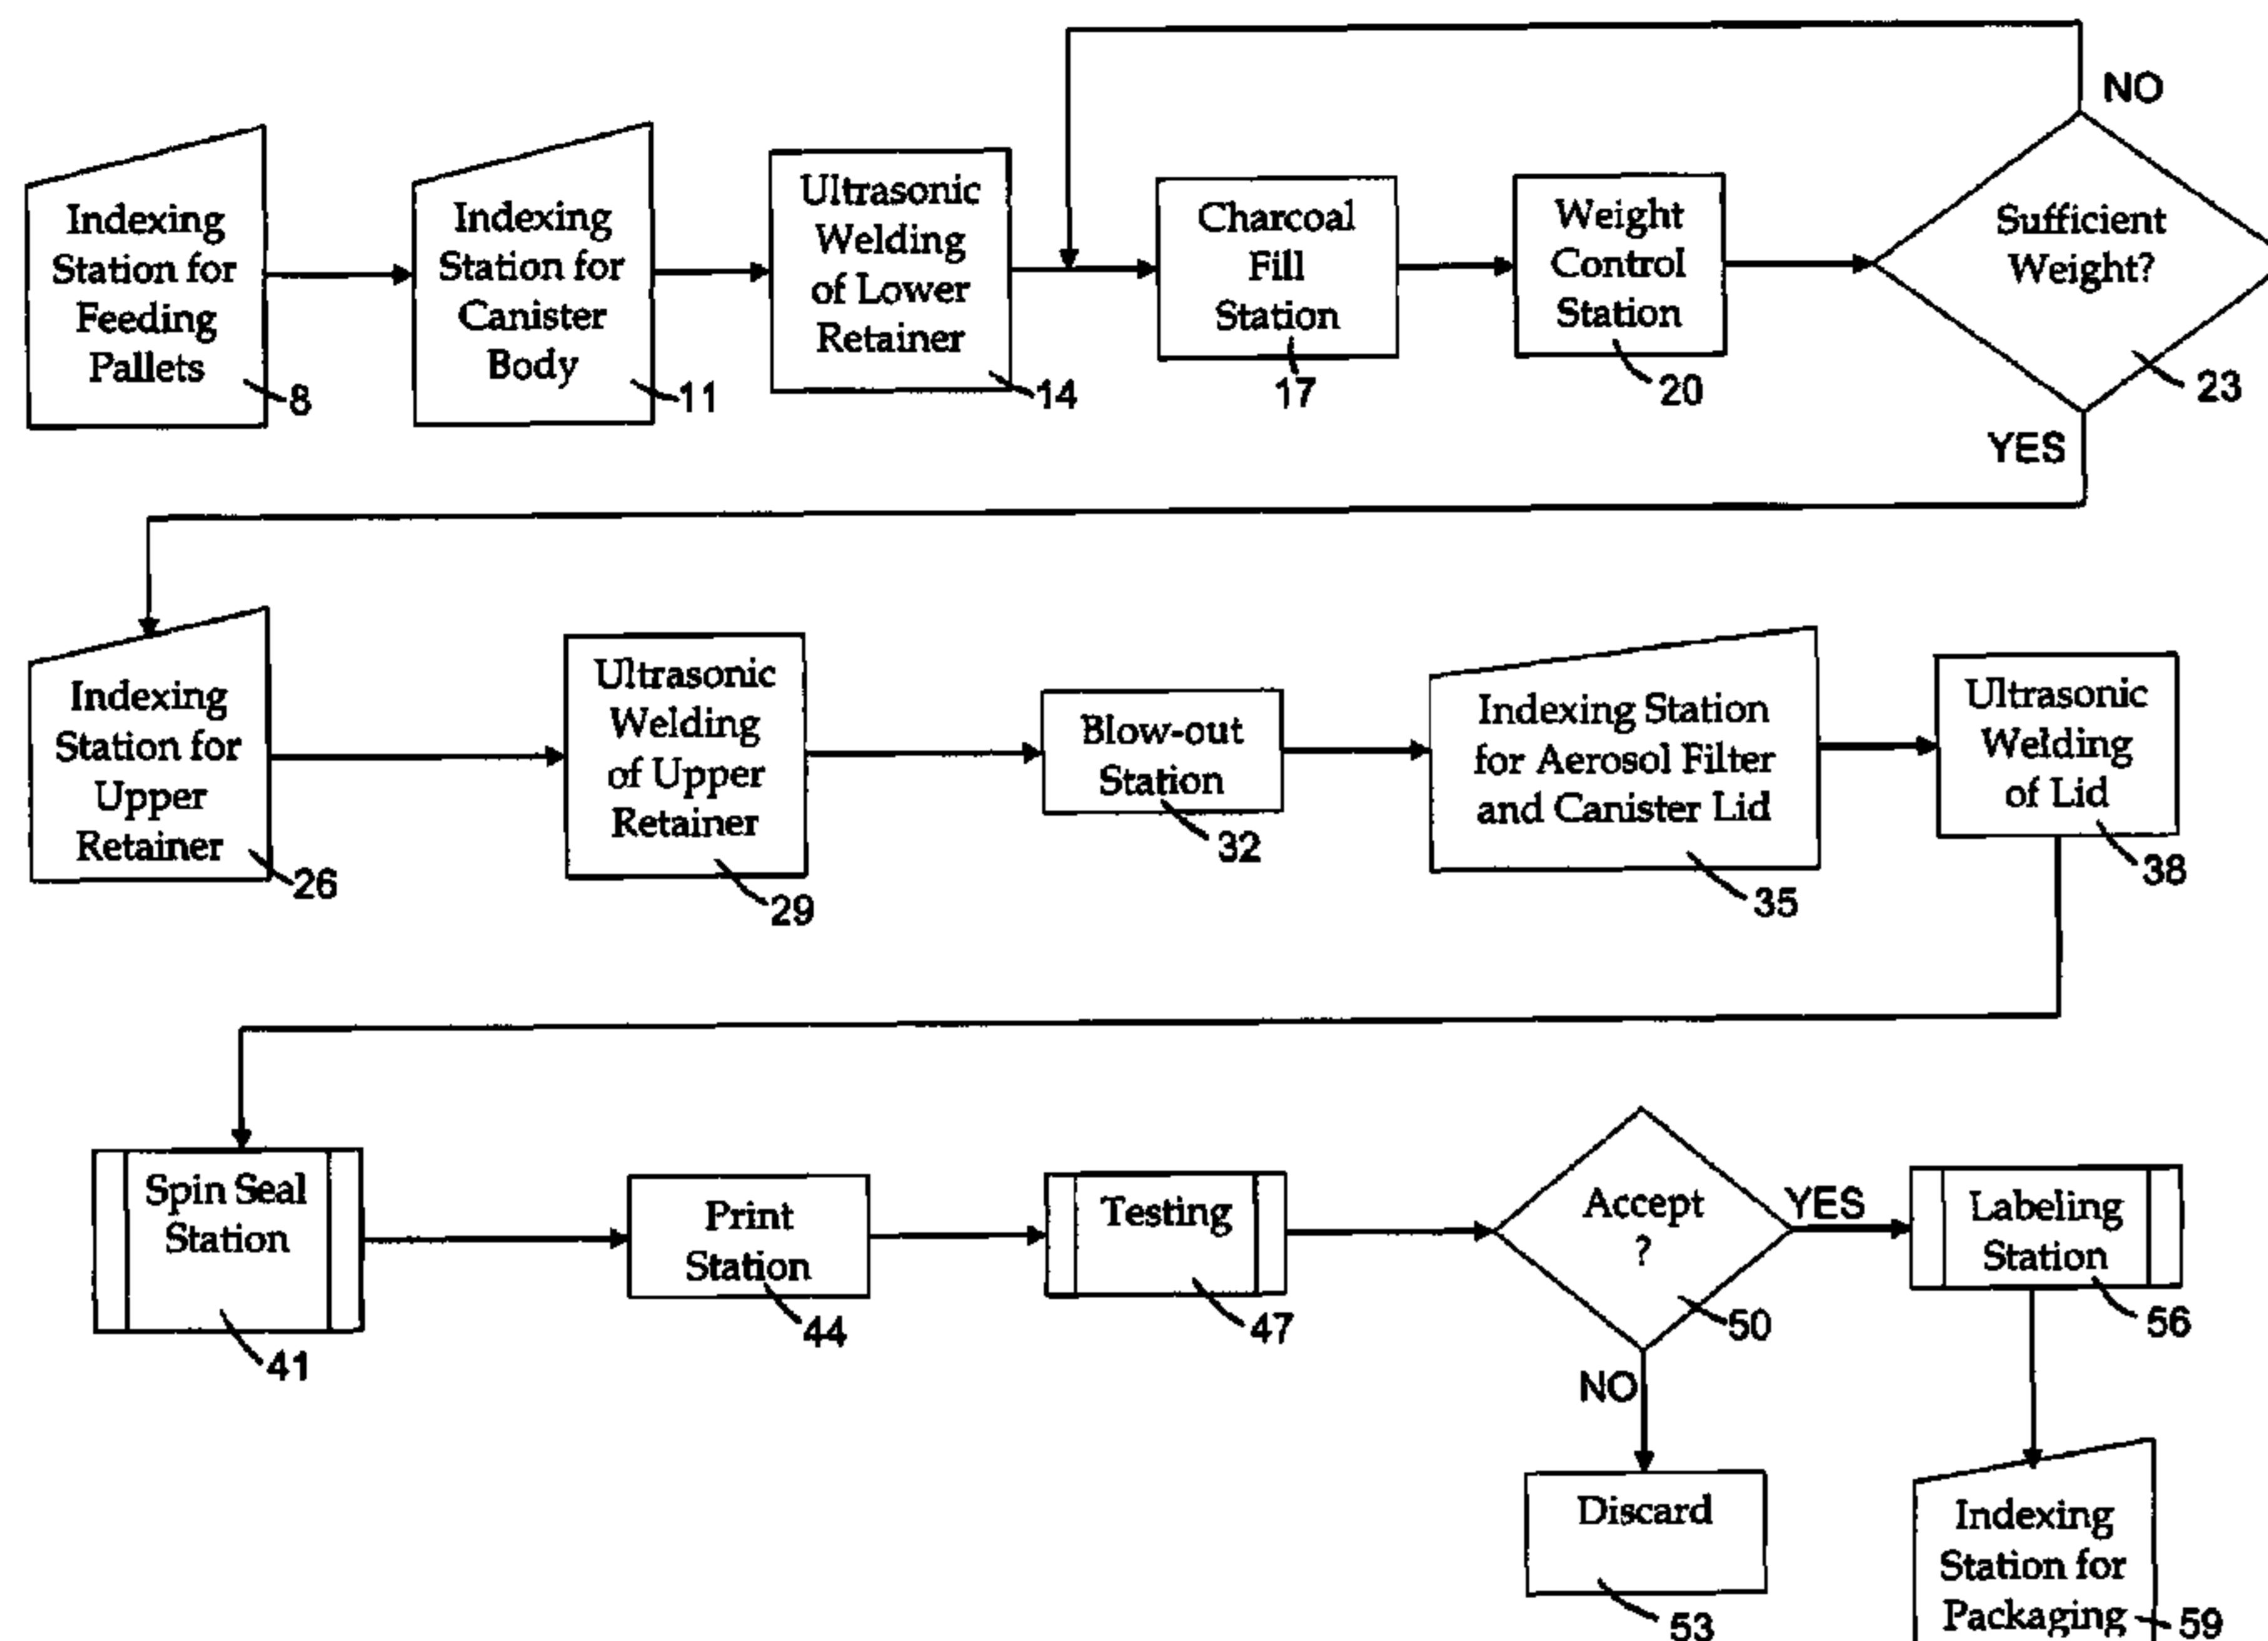 NO
Indexing
Station for
Feeding
Pallets
8
Indexing
Station for
Canister
Body
11
Ultrasonic
Welding
of Lower
Retainer
14
Charcoal
Fill
Station
17
Weight
Control
Station
20
Sufficient
Weight?
23
YES
Indexing
Station for
Upper
Retainer
26
Ultrasonic
Welding
of Upper
Retainer
29
Blow-out
Station
32
Indexing Station
for Aerosol Filter
and Canister Lid
35
Ultrasonic
Welding
of Lid
38
Spin Seal
Station
41
Print
Station
44
Testing
47
Accept
?
50
YES
Labeling
Station
56
NO
Discard
53
Indexing
Station for
Packaging
59